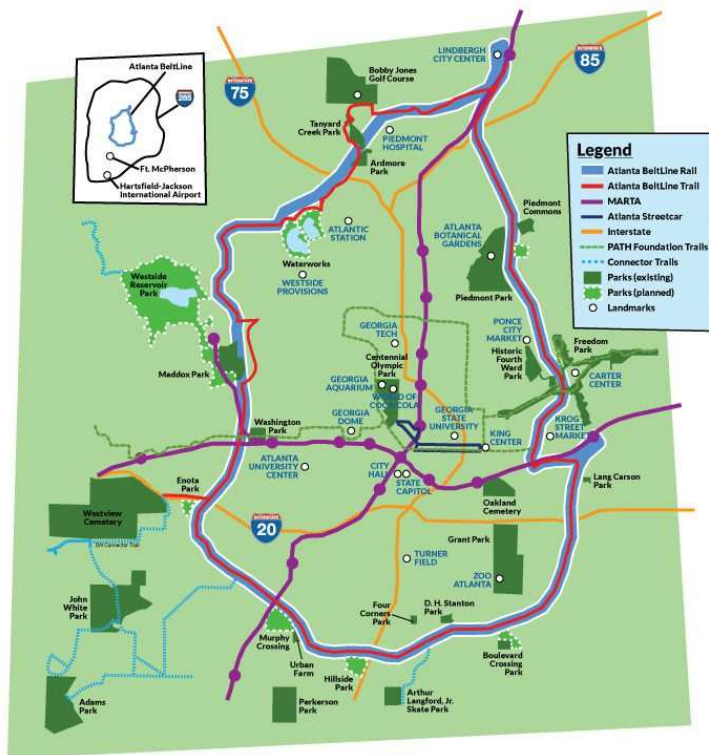 Atlanta BeltLine
INTERSTATE
285
Ft. McPherson
Hartsfield-Jackson
International Airport
INTERSTATE
75
Bobby Jones
Golf Course
LINDBERGH
CITY CENTER
INTERSTATE
85
Tanyard
Creek Park
PIEDMONT
HOSPITAL
Ardmore
Park
Legend
Atlanta BeltLine Rail
Atlanta BeltLine Trail
MARTA
Atlanta Streetcar
Interstate
PATH Foundation Trails
Connector Trails
Parks (existing)
Parks (planned)
Landmarks
Piedmont
Commons
ATLANTIC
STATION
ATLANTA
BOTANICAL
GARDENS
Waterworks
WESTSIDE
PROVISIONS
Westside
Reservoir
Park
Piedmont Park
GEORGIA
TECH
PONCE
CITY
MARKET
Freedom
Park
Centennial
Olympic
Park
Historic
Fourth
Ward
Park
CARTER
CENTER
Maddox Park
GEORGIA
AQUARIUM
WORLD OF
COCA-COLA
Washington
Park
GEORGIA
DOME
GEORGIA
STATE
UNIVERSITY
KING
CENTER
KROG
STREET
MARKET
ATLANTA
UNIVERSITY
CENTER
CITY
HALL
STATE
CAPITOL
Lang Carson
Park
Enota
Park
Oakland
Cemetery
Westview
Cemetery
INTERSTATE
20
SW Connector Trail
Grant Park
TURNER
FIELD
ZOO
ATLANTA
John
White
Park
Four
Corners
Park
D. H. Stanton
Park
Murphy
Crossing
Urban
Farm
Boulevard
Crossing Park
Hillside
Park
Adams
Park
Perkerson
Park
Arthur
Langford, Jr.
Skate Park